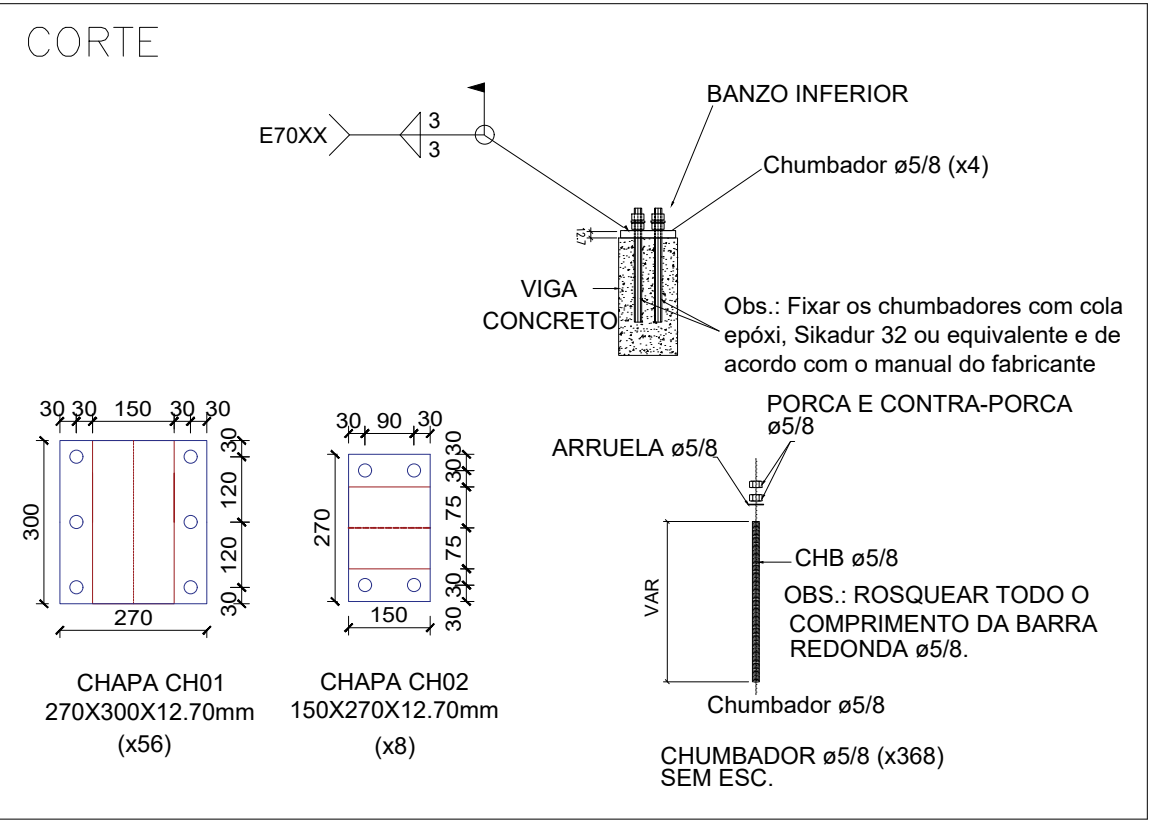 CORTE
E70XX
3
3
BANZO INFERIOR
Chumbador ø5/8 (x4)
12.7
VIGA
CONCRETO
Obs.: Fixar os chumbadores com cola
epóxi, Sikadur 32 ou equivalente e de
acordo com o manual do fabricante
30 30 150 30 30
30
120
120
30
300
270
CHAPA CH01
270X300X12.70mm
(x56)
30 90 30
30
30
75
75
30
30
270
150
CHAPA CH02
150X270X12.70mm
(x8)
PORCA E CONTRA-PORCA
ø5/8
ARRUELA ø5/8
VAR
CHB ø5/8
OBS.: ROSQUEAR TODO O
COMPRIMENTO DA BARRA
REDONDA ø5/8.
Chumbador ø5/8
CHUMBADOR ø5/8 (x368)
SEM ESC.